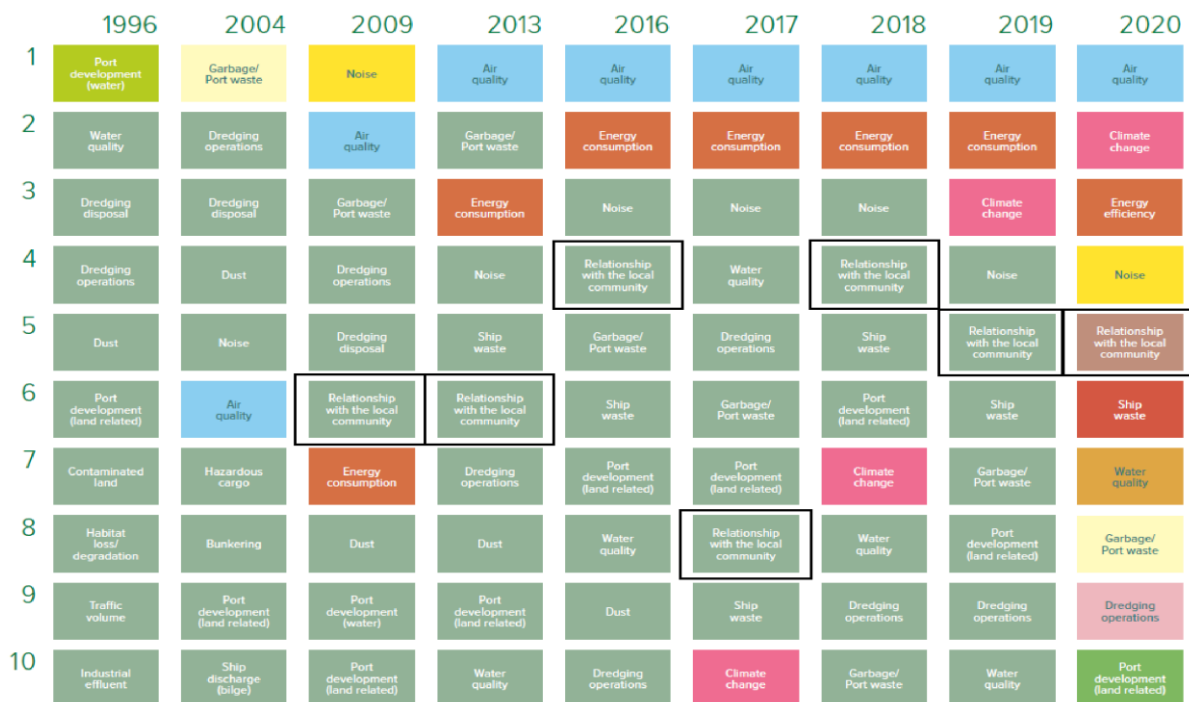 1996 2004 2009 2013 2016 2017 2018 2019 2020
1
Port
development
(water)
Garbage/
Port waste
Noise
Air
quality
Air
quality
Air
quality
Air
quality
Air
quality
Air
quality
2
Water
quality
Dredging
operations
Air
quality
Garbage/
Port waste
Energy
consumption
Energy
consumption
Energy
consumption
Energy
consumption
Climate
change
3
Dredging
disposal
Dredging
disposal
Garbage/
Port waste
Energy
consumption
Noise
Noise
Noise
Climate
change
Energy
efficiency
4
Dredging
operations
Dust
Dredging
operations
Noise
Relationship
with the local
community
Water
quality
Relationship
with the local
community
Noise
Noise
5
Dust
Noise
Dredging
disposal
Ship
waste
Garbage/
Port waste
Dredging
operations
Ship
waste
Relationship
with the local
community
Relationship
with the local
community
6
Port
development
(land related)
Air
quality
Relationship
with the local
community
Relationship
with the local
community
Ship
waste
Garbage/
Port waste
Port
development
(land related)
Ship
waste
Ship
waste
7
Contaminated
land
Hazardous
cargo
Energy
consumption
Dredging
operations
Port
development
(land related)
Port
development
(land related)
Climate
change
Garbage/
Port waste
Water
quality
8
Habitat
loss/
degradation
Bunkering
Dust
Dust
Water
quality
Relationship
with the local
community
Water
quality
Port
development
(land related)
Garbage/
Port waste
9
Traffic
volume
Port
development
(land related)
Port
development
(water)
Port
development
(land related)
Dust
Ship
waste
Dredging
operations
Dredging
operations
Dredging
operations
10
Industrial
effluent
Ship
discharge
(bilge)
Port
development
(land related)
Water
quality
Dredging
operations
Climate
change
Garbage/
Port waste
Water
quality
Port
development
(land related)